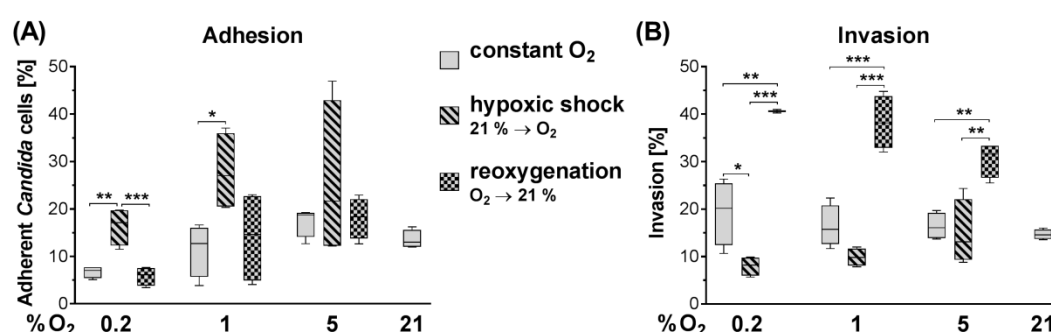 (A)
Adhesion
Adherent Candida cells [%]
50
40
30
20
10
0
**
***
*
% O₂
0.2
1
5
21
constant O₂
hypoxic shock
21 % → O₂
reoxygenation
O₂ → 21 %
(B)
Invasion
Invasion [%]
50
40
30
20
10
0
**
***
*
***
***
**
**
% O₂
0.2
1
5
21